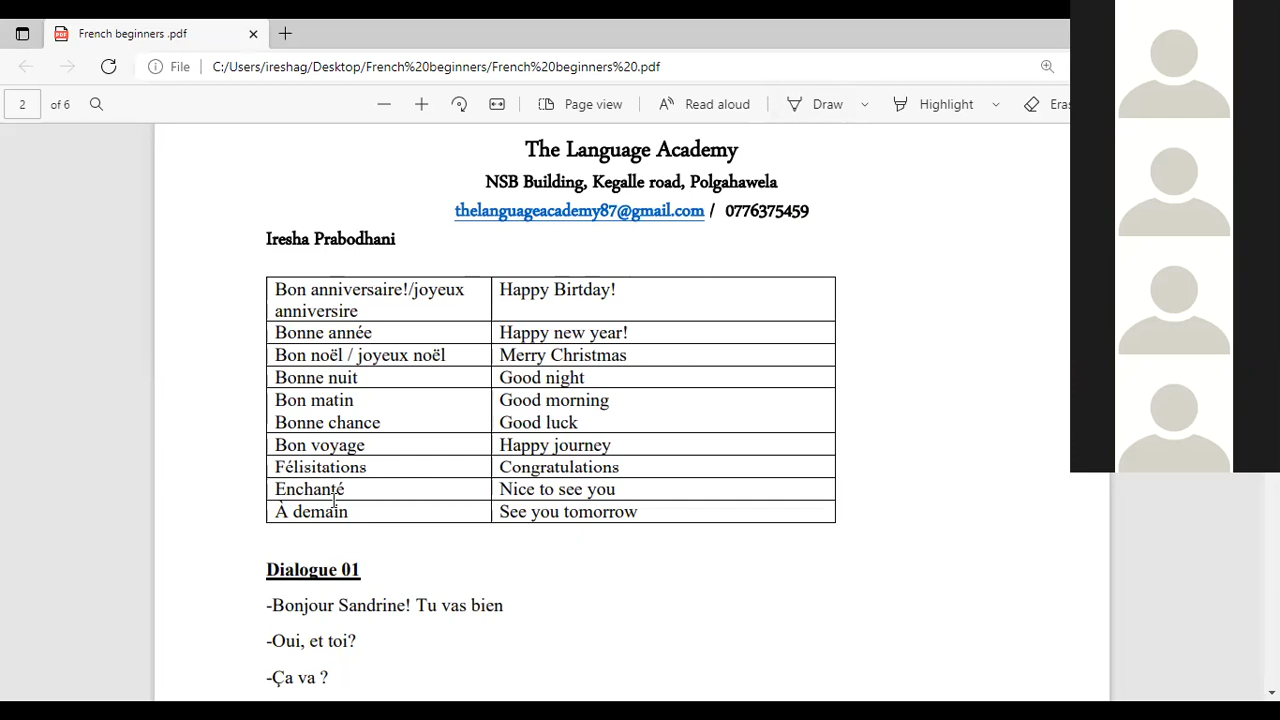 French beginners .pdf
File C:/Users/ireshag/Desktop/French%20beginners/French%20beginners%20.pdf
2 of 6 Page view Read aloud Draw Highlight Eras
The Language Academy
NSB Building, Kegalle road, Polgahawela
thelanguageacademy87@gmail.com / 0776375459
Iresha Prabodhani
Bon anniversaire!/joyeux Happy Birtday!
anniversire
Bonne année Happy new year!
Bon noël / joyeux noël Merry Christmas
Bonne nuit Good night
Bon matin Good morning
Bonne chance Good luck
Bon voyage Happy journey
Félisitations Congratulations
Enchanté Nice to see you
À demain See you tomorrow
Dialogue 01
-Bonjour Sandrine! Tu vas bien
-Oui, et toi?
-Ça va ?